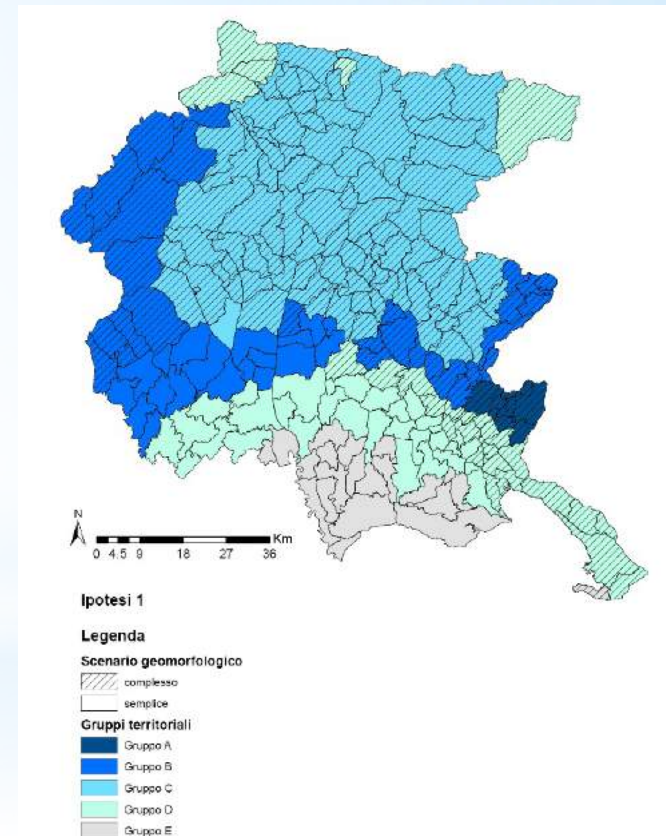 N
0 4.5 9 18 27 36 Km
Ipotesi 1
Legenda
Scenario geomorfologico
complesso
semplice
Gruppi territoriali
Gruppo A
Gruppo B
Gruppo C
Gruppo D
Gruppo E